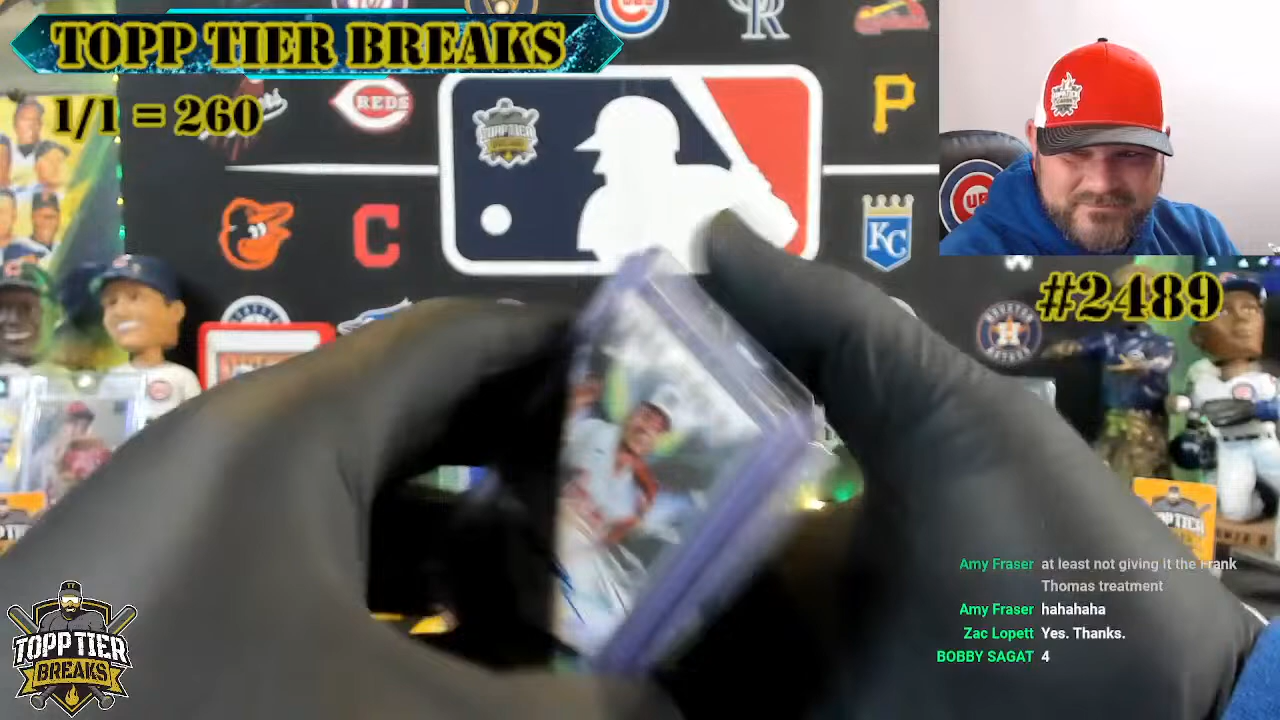 TOPP TIER BREAKS
1/1 = 260
REDS
P
C
KC
#2489
Amy Fraser at least not giving it the Frank
Thomas treatment
Amy Fraser hahahaha
Zac Lopett Yes. Thanks.
BOBBY SAGAT 4
TOPP TIER
BREAKS